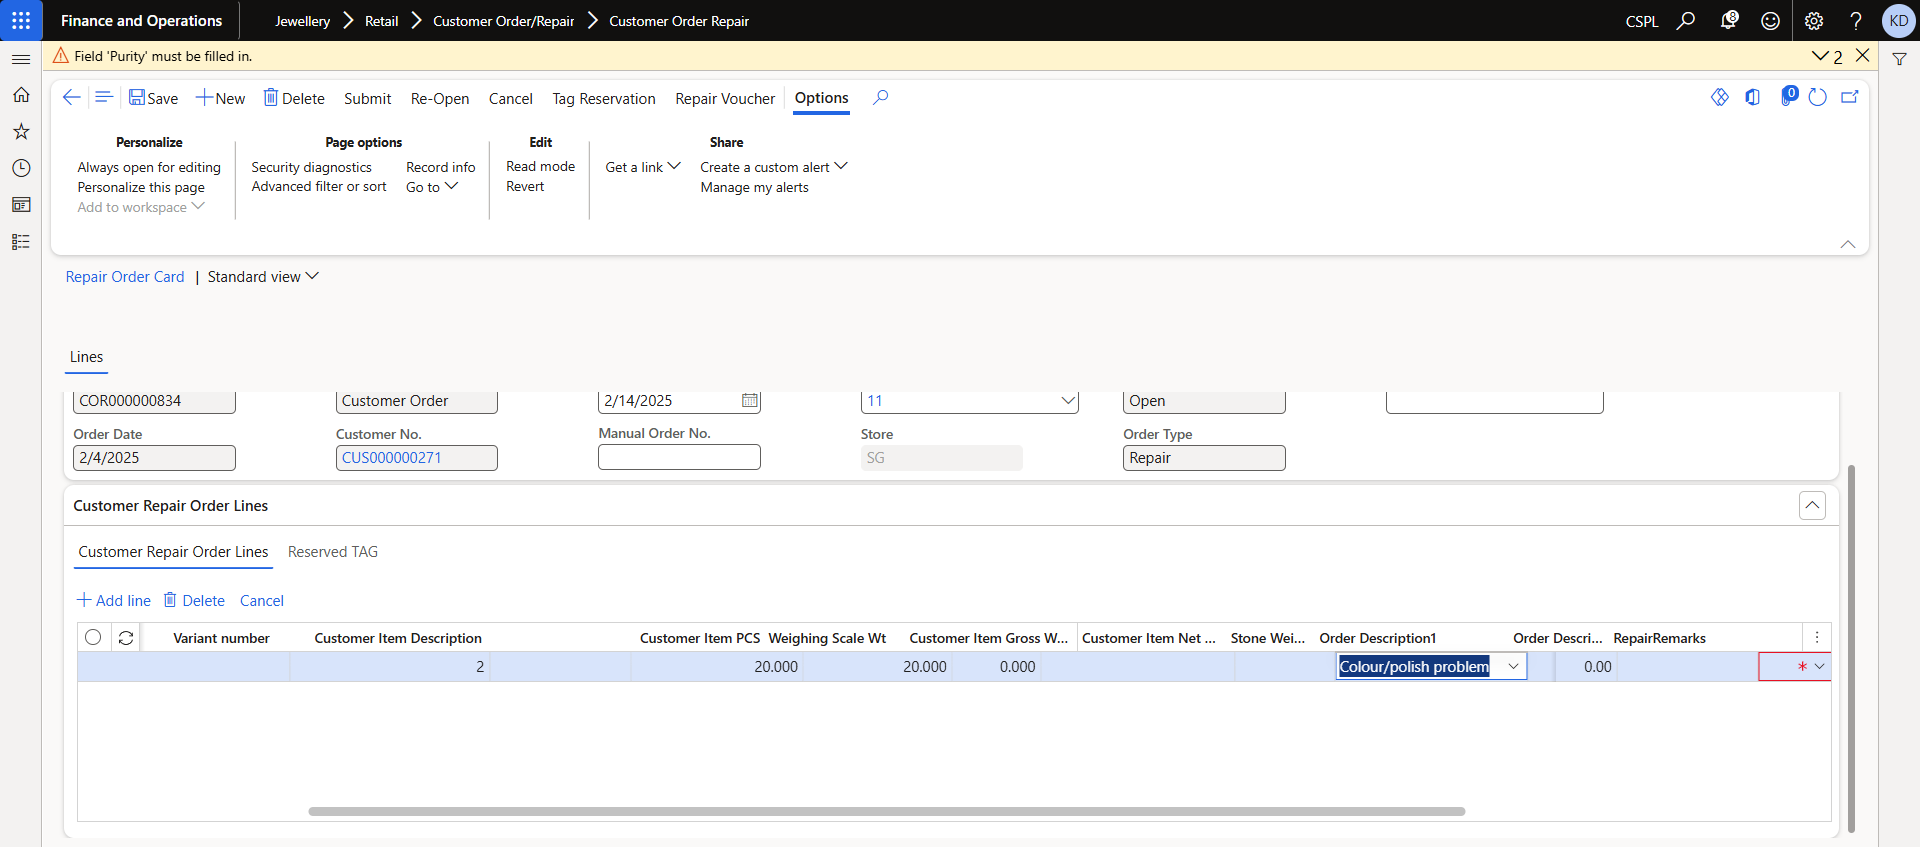 Finance and Operations
Jewellery
Retail
Customer Order/Repair
Customer Order Repair
CSPL
8
KD
Field 'Purity' must be filled in.
2
Save
New
Delete
Submit
Re-Open
Cancel
Tag Reservation
Repair Voucher
Options
0
Personalize
Always open for editing
Personalize this page
Add to workspace
Page options
Security diagnostics
Advanced filter or sort
Record info
Go to
Edit
Read mode
Revert
Share
Get a link
Create a custom alert
Manage my alerts
Repair Order Card | Standard view
Lines
COR000000834
Customer Order
2/14/2025
11
Open
Order Date
Customer No.
Manual Order No.
Store
Order Type
2/4/2025
CUS000000271
SG
Repair
Customer Repair Order Lines
Customer Repair Order Lines
Reserved TAG
Add line
Delete
Cancel
Variant number
Customer Item Description
Customer Item PCS
Weighing Scale Wt
Customer Item Gross W...
Customer Item Net ...
Stone Wei...
Order Description1
Order Descri...
RepairRemarks
2
20.000
20.000
0.000
Colour/polish problem
0.00
*